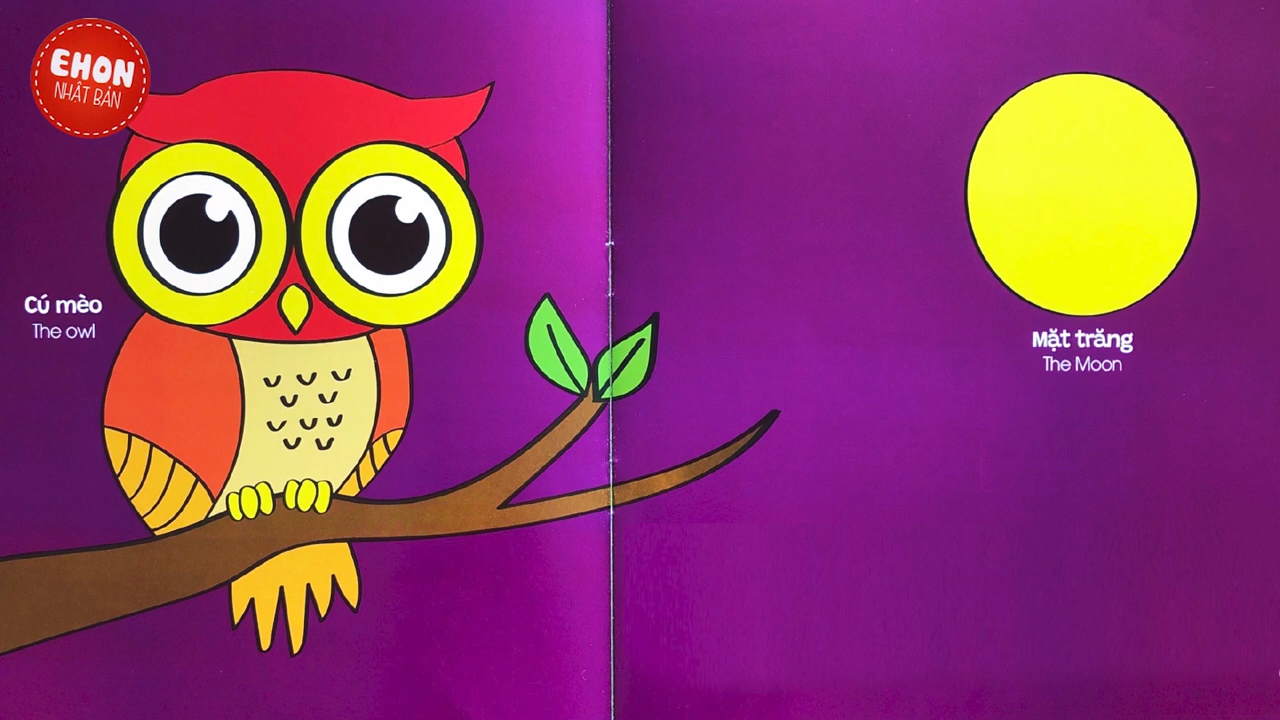 EHON
NHẬT BẢN
Cú mèo
The owl
Mặt trăng
The Moon